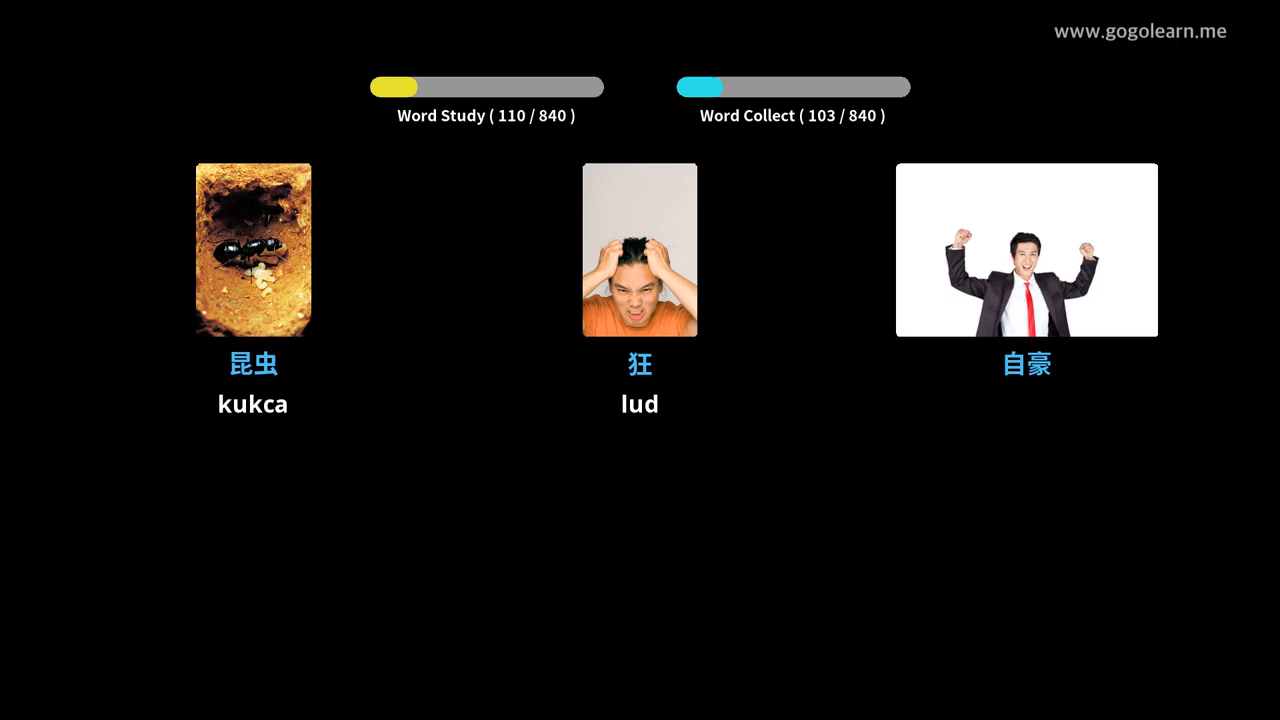 www.gogolearn.me
Word Study ( 110 / 840 )
Word Collect ( 103 / 840 )
昆虫
狂
自豪
kukca
lud